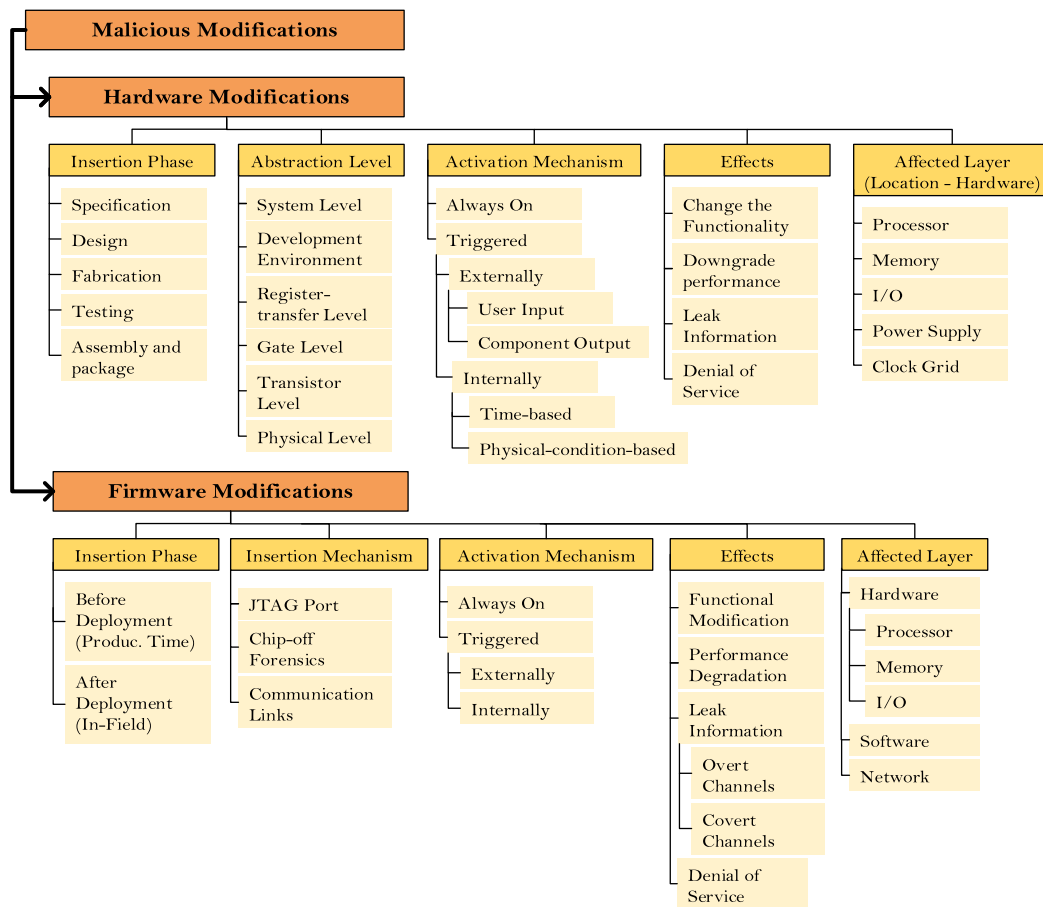 Malicious Modifications
Hardware Modifications
Insertion Phase
Specification
Design
Fabrication
Testing
Assembly and
package
Abstraction Level
System Level
Development
Environment
Register-
transfer Level
Gate Level
Transistor
Level
Physical Level
Activation Mechanism
Always On
Triggered
Externally
User Input
Component Output
Internally
Time-based
Physical-condition-based
Effects
Change the
Functionality
Downgrade
performance
Leak
Information
Denial of
Service
Affected Layer
(Location - Hardware)
Processor
Memory
I/O
Power Supply
Clock Grid
Firmware Modifications
Insertion Phase
Before
Deployment
(Produc. Time)
After
Deployment
(In-Field)
Insertion Mechanism
JTAG Port
Chip-off
Forensics
Communication
Links
Activation Mechanism
Always On
Triggered
Externally
Internally
Effects
Functional
Modification
Performance
Degradation
Leak
Information
Overt
Channels
Covert
Channels
Denial of
Service
Affected Layer
Hardware
Processor
Memory
I/O
Software
Network